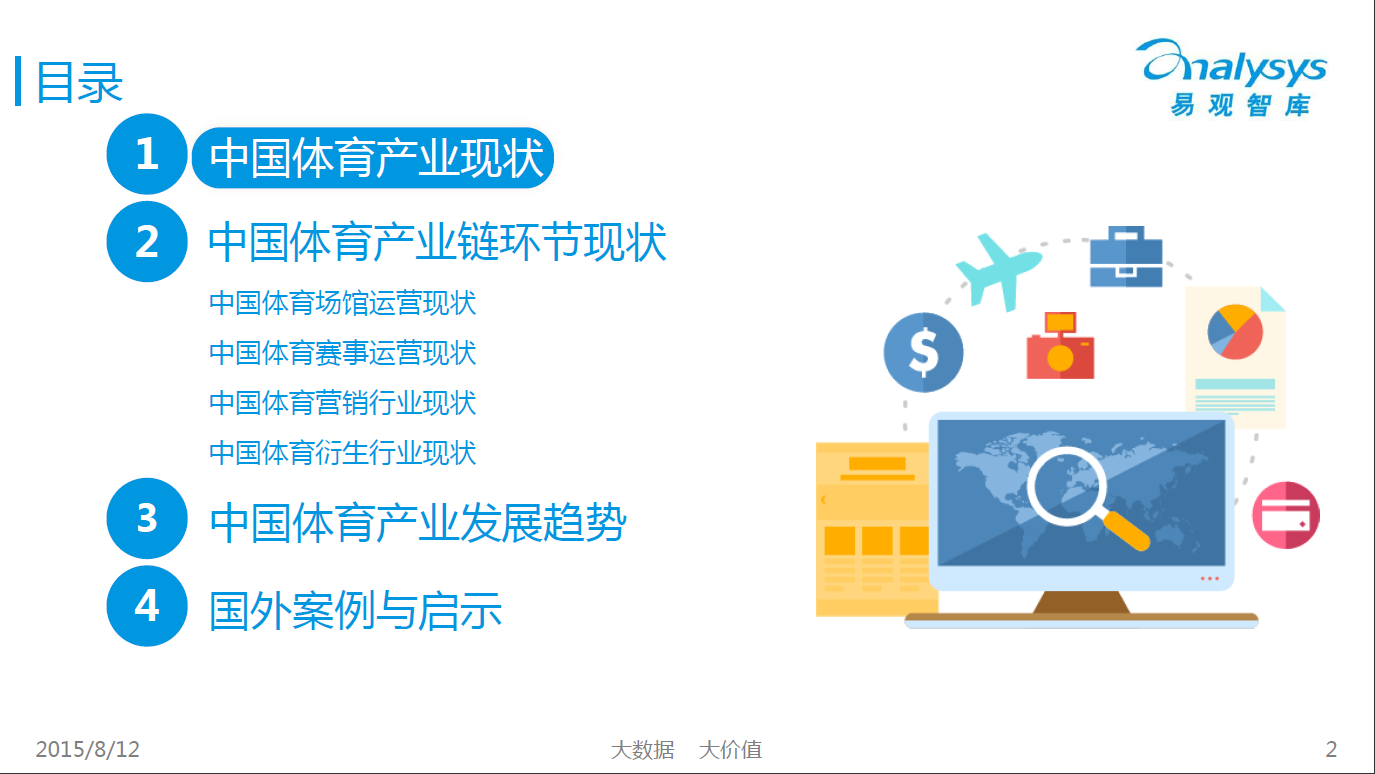 目录
analysys
易观智库
1 中国体育产业现状
2 中国体育产业链环节现状
中国体育场馆运营现状
中国体育赛事运营现状
中国体育营销行业现状
中国体育衍生行业现状
3 中国体育产业发展趋势
4 国外案例与启示
$
2015/8/12 大数据 大价值 2